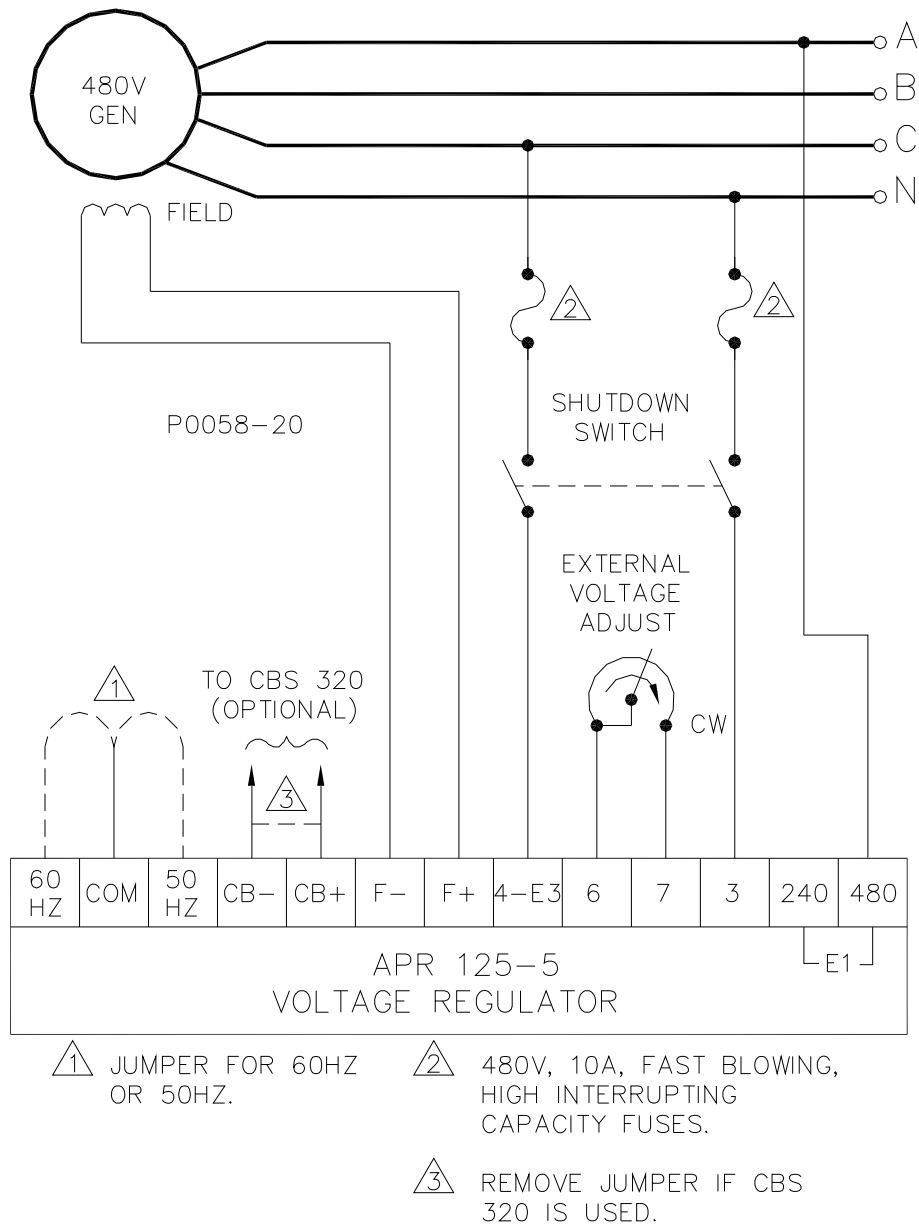 A
480V
GEN
B
C
N
FIELD
2
2
SHUTDOWN
SWITCH
P0058-20
EXTERNAL
VOLTAGE
ADJUST
1
TO CBS 320
(OPTIONAL)
CW
3
60
HZ
COM
50
HZ
CB-
CB+
F-
F+
4-E3
6
7
3
240
480
E1
APR 125-5
VOLTAGE REGULATOR
1 JUMPER FOR 60HZ
OR 50HZ.
2 480V, 10A, FAST BLOWING,
HIGH INTERRUPTING
CAPACITY FUSES.
3 REMOVE JUMPER IF CBS
320 IS USED.